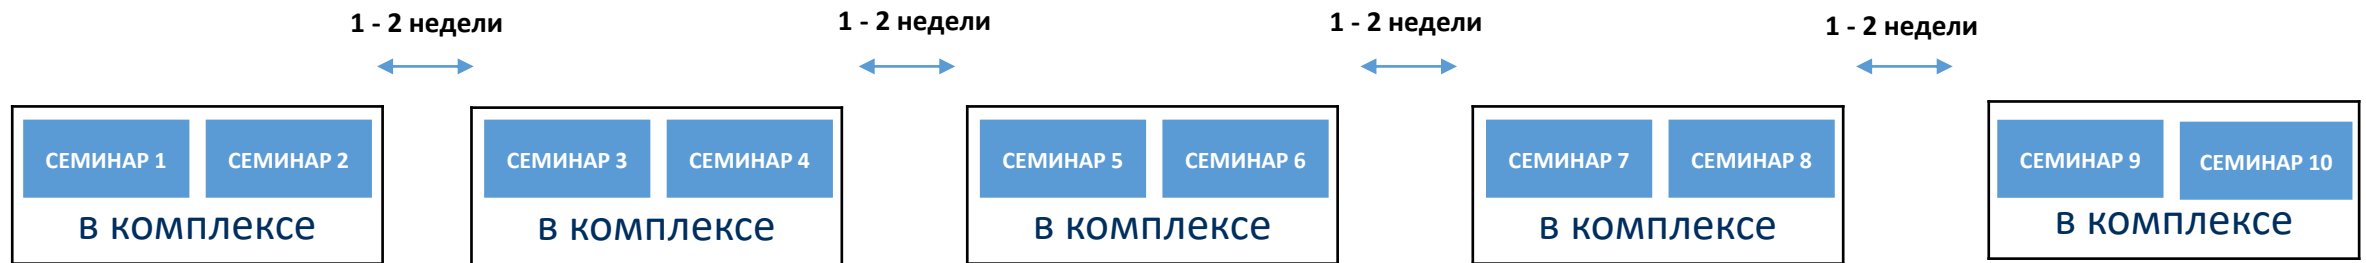 1 - 2 недели
1 - 2 недели
1 - 2 недели
1 - 2 недели
СЕМИНАР 1
СЕМИНАР 2
в комплексе
СЕМИНАР 3
СЕМИНАР 4
в комплексе
СЕМИНАР 5
СЕМИНАР 6
в комплексе
СЕМИНАР 7
СЕМИНАР 8
в комплексе
СЕМИНАР 9
СЕМИНАР 10
в комплексе